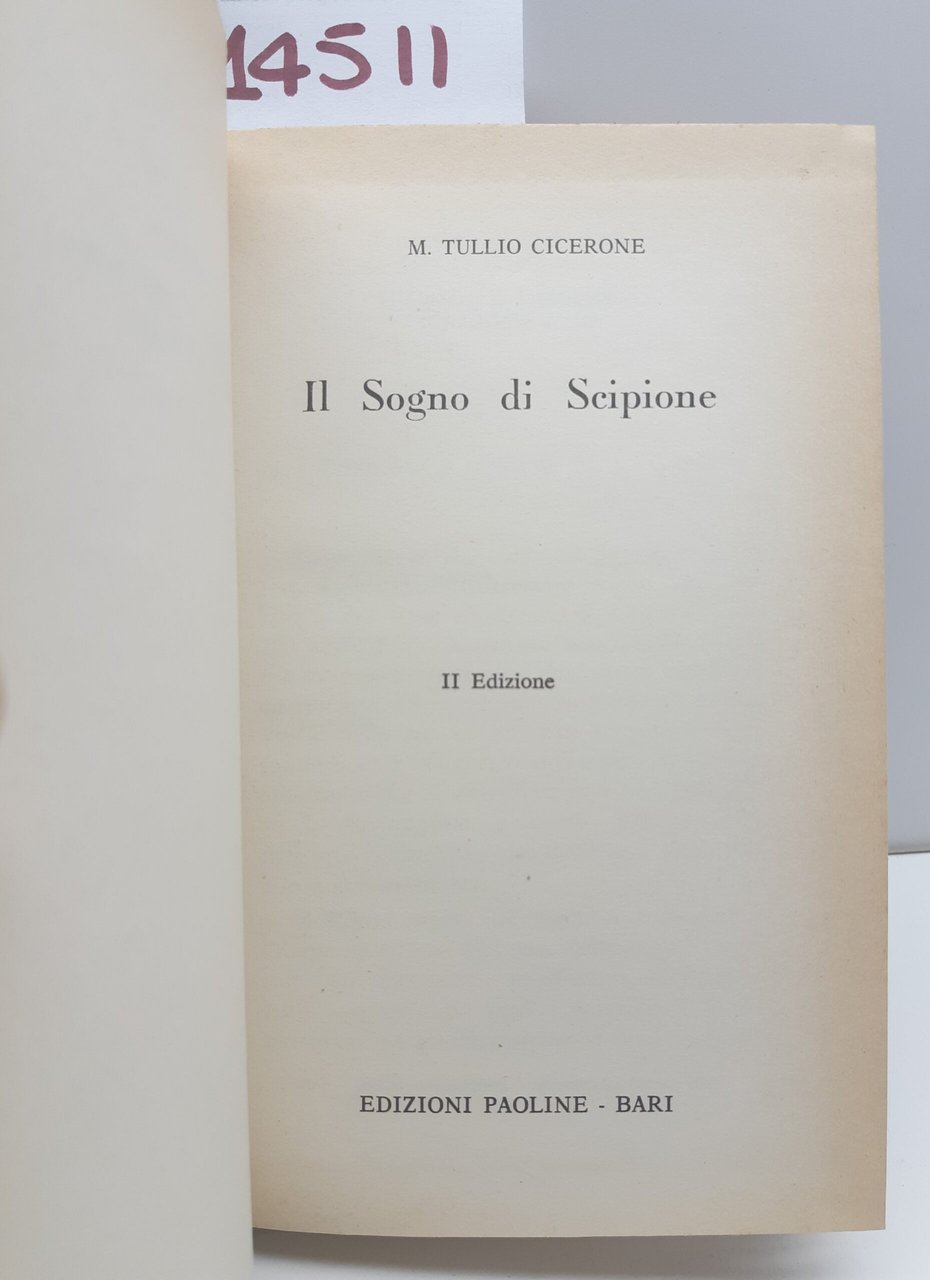 14511
M. TULLIO CICERONE
Il Sogno di Scipione
II Edizione
EDIZIONI PAOLINE - BARI